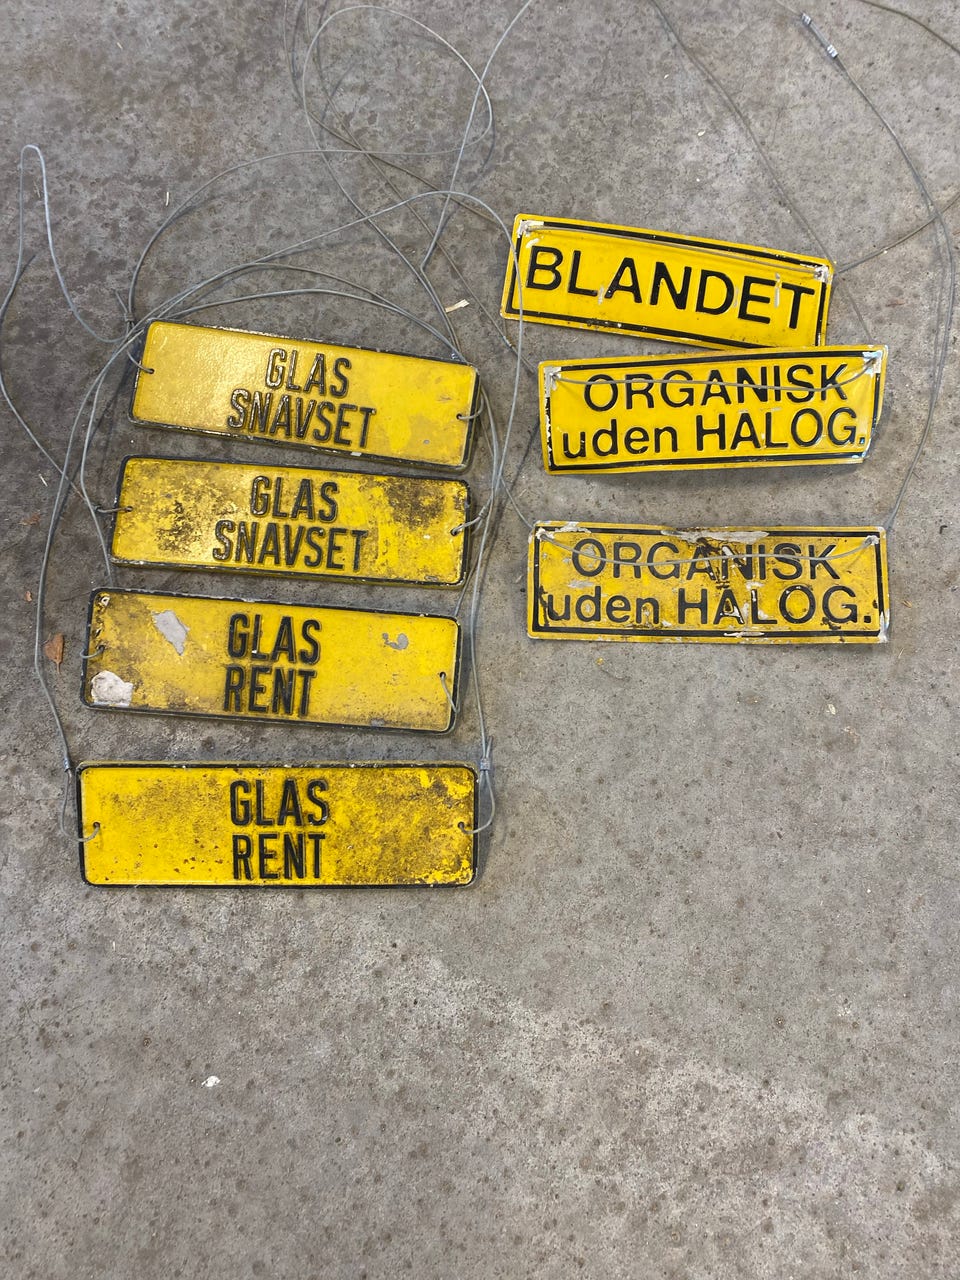 GLAS
SNAVSET
GLAS
SNAVSET
GLAS
RENT
GLAS
RENT
BLANDET
ORGANISK
uden HALOG.
ORGANISK
uden HALOG.